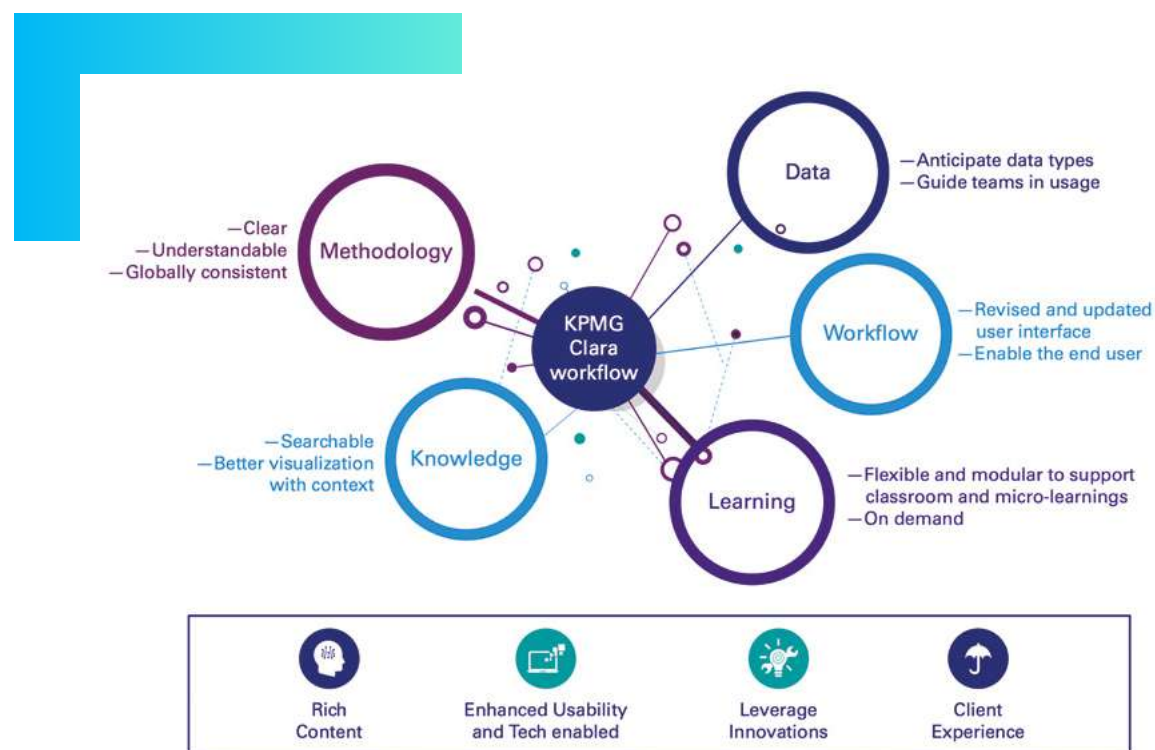 Data
—Anticipate data types
—Guide teams in usage
Methodology
—Clear
—Understandable
—Globally consistent
KPMG
Clara
workflow
Workflow
—Revised and updated
user interface
—Enable the end user
Knowledge
—Searchable
—Better visualization
with context
Learning
—Flexible and modular to support
classroom and micro-learnings
—On demand
Rich
Content
Enhanced Usability
and Tech enabled
Leverage
Innovations
Client
Experience